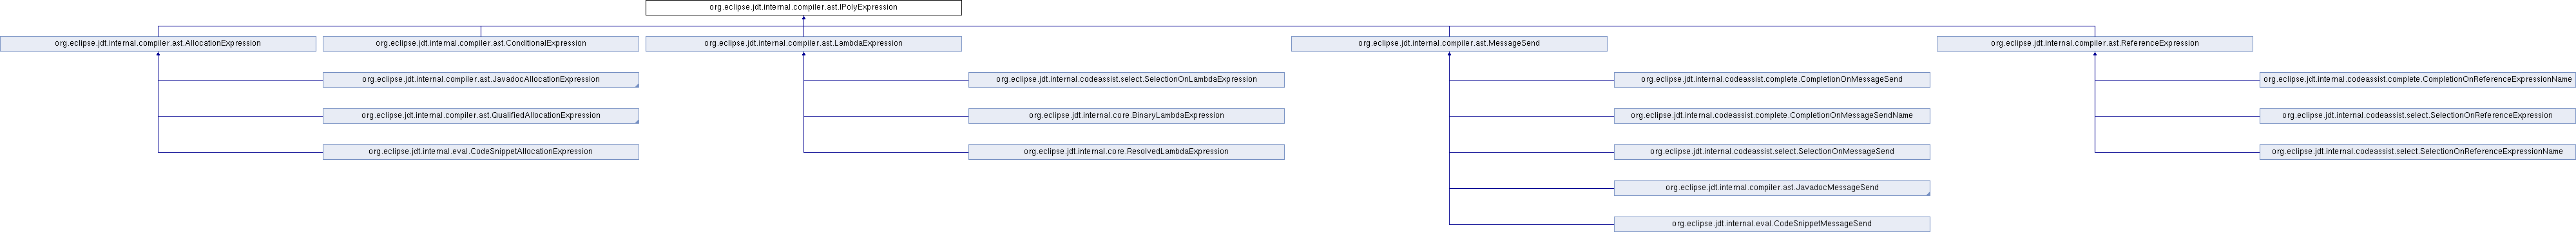 org.eclipse.jdt.internal.compiler.ast.IPolyExpression
org.eclipse.jdt.internal.compiler.ast.AllocationExpression
org.eclipse.jdt.internal.compiler.ast.ConditionalExpression
org.eclipse.jdt.internal.compiler.ast.LambdaExpression
org.eclipse.jdt.internal.compiler.ast.MessageSend
org.eclipse.jdt.internal.compiler.ast.ReferenceExpression
org.eclipse.jdt.internal.compiler.ast.JavadocAllocationExpression
org.eclipse.jdt.internal.codeassist.select.SelectionOnLambdaExpression
org.eclipse.jdt.internal.codeassist.complete.CompletionOnMessageSend
org.eclipse.jdt.internal.codeassist.complete.CompletionOnReferenceExpressionName
org.eclipse.jdt.internal.compiler.ast.QualifiedAllocationExpression
org.eclipse.jdt.internal.core.BinaryLambdaExpression
org.eclipse.jdt.internal.codeassist.complete.CompletionOnMessageSendName
org.eclipse.jdt.internal.codeassist.select.SelectionOnReferenceExpression
org.eclipse.jdt.internal.eval.CodeSnippetAllocationExpression
org.eclipse.jdt.internal.core.ResolvedLambdaExpression
org.eclipse.jdt.internal.codeassist.select.SelectionOnMessageSend
org.eclipse.jdt.internal.codeassist.select.SelectionOnReferenceExpressionName
org.eclipse.jdt.internal.compiler.ast.JavadocMessageSend
org.eclipse.jdt.internal.eval.CodeSnippetMessageSend